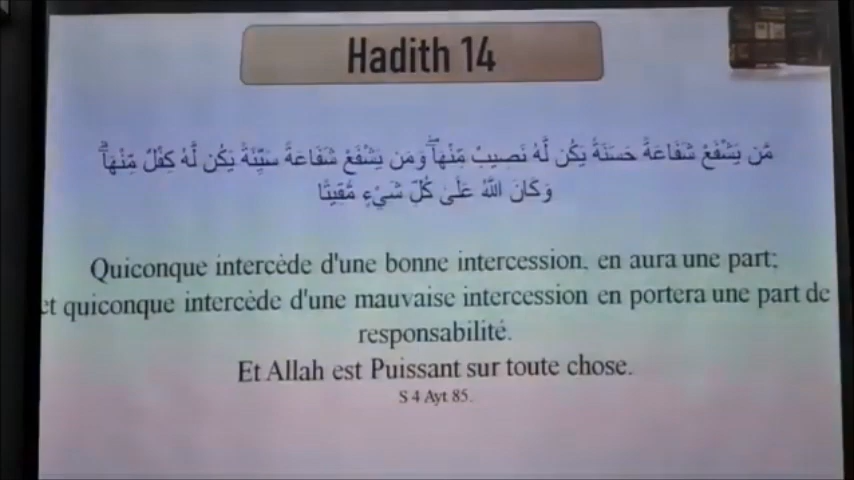 Hadith 14
مَّن يَشْفَعْ شَفَاعَةً حَسَنَةً يَكُن لَّهُ نَصِيبٌ مِّنْهَا ۖ وَمَن يَشْفَعْ شَفَاعَةً سَيِّئَةً يَكُن لَّهُ كِفْلٌ مِّنْهَا ۗ
وَكَانَ اللَّهُ عَلَىٰ كُلِّ شَيْءٍ مُّقِيتًا
Quiconque intercède d'une bonne intercession, en aura une part;
et quiconque intercède d'une mauvaise intercession en portera une part de
responsabilité.
Et Allah est Puissant sur toute chose.
S 4 Ayt 85.